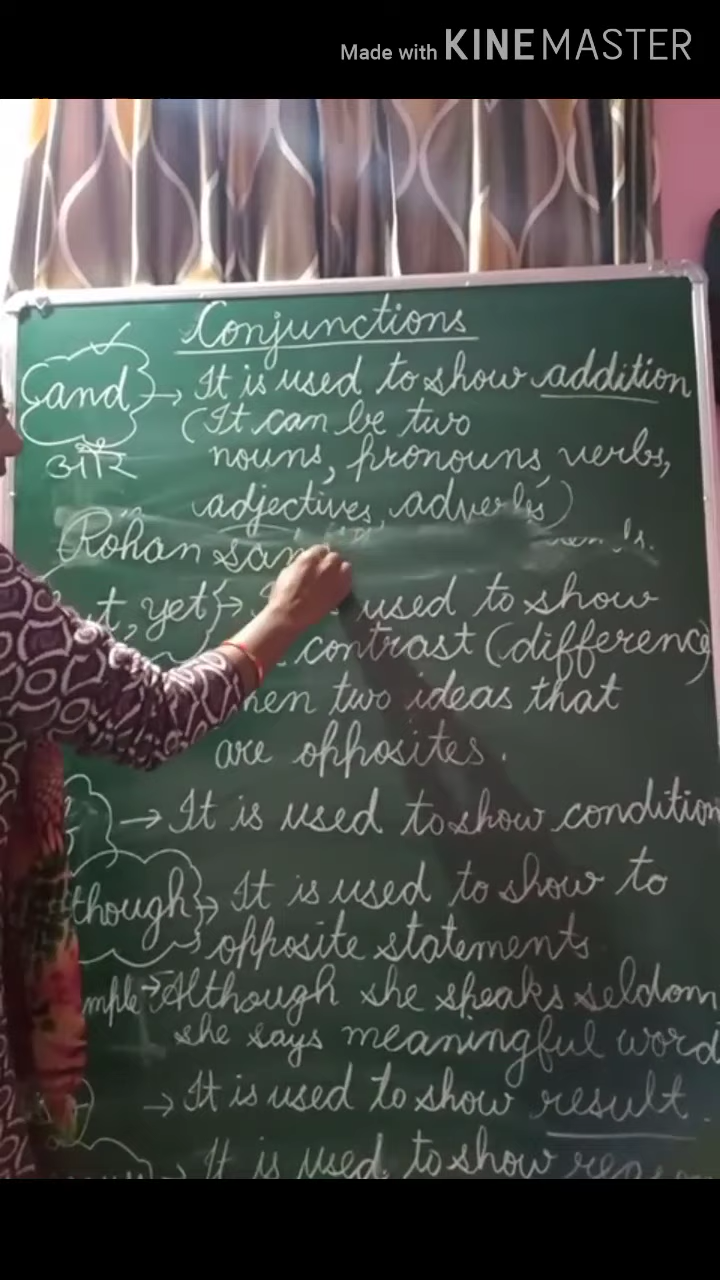 Made with KINEMASTER
Conjunctions
and → It is used to show addition
(It can be two
और nouns, pronouns, verbs,
adjectives, adverbs)
Rohan san
yet → used to show
contrast (difference)
two ideas that
are opposites.
→ It is used to show condition
though → It is used to show to
opposite statements
mple → Although she speaks seldom
she says meaningful word
→ It is used to show result.
→ It is used to show reaso